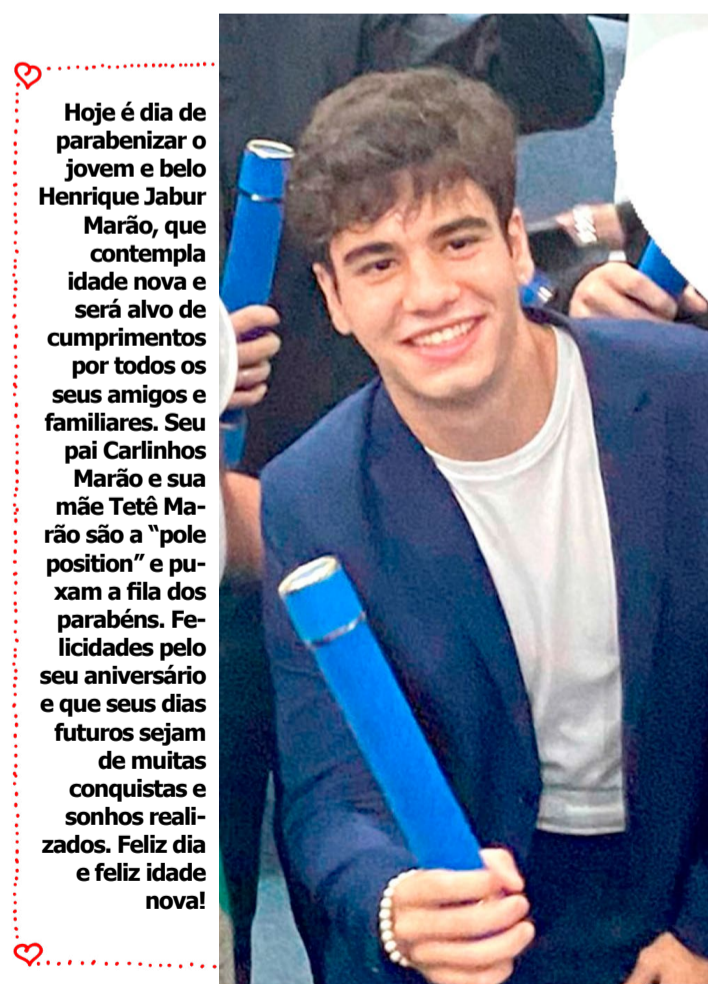 Hoje é dia de
parabenizar o
jovem e belo
Henrique Jabur
Marão, que
contempla
idade nova e
será alvo de
cumprimentos
por todos os
seus amigos e
familiares. Seu
pai Carlinhos
Marão e sua
mãe Tetê Ma-
rão são a “pole
position” e pu-
xam a fila dos
parabéns. Fe-
licidades pelo
seu aniversário
e que seus dias
futuros sejam
de muitas
conquistas e
sonhos reali-
zados. Feliz dia
e feliz idade
nova!